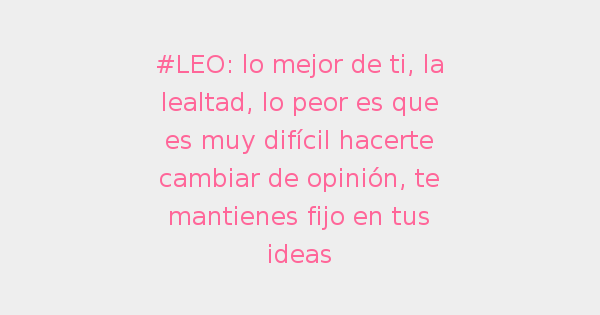 #LEO: lo mejor de ti, la
lealtad, lo peor es que
es muy difícil hacerte
cambiar de opinión, te
mantienes fijo en tus
ideas